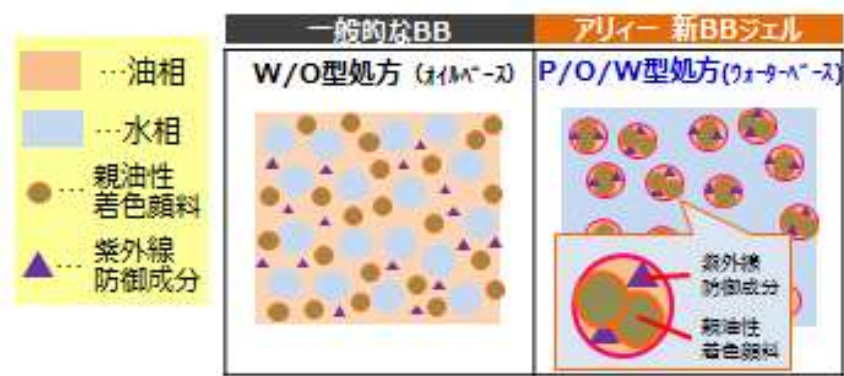 …油相
…水相
…親油性
着色顔料
…紫外線
防御成分
一般的なBB
W/O型処方（ｵｲﾙﾍﾞｰｽ）
アリィー 新BBジェル
P/O/W型処方(ｳｫｰﾀｰﾍﾞｰｽ)
紫外線
防御成分
親油性
着色顔料